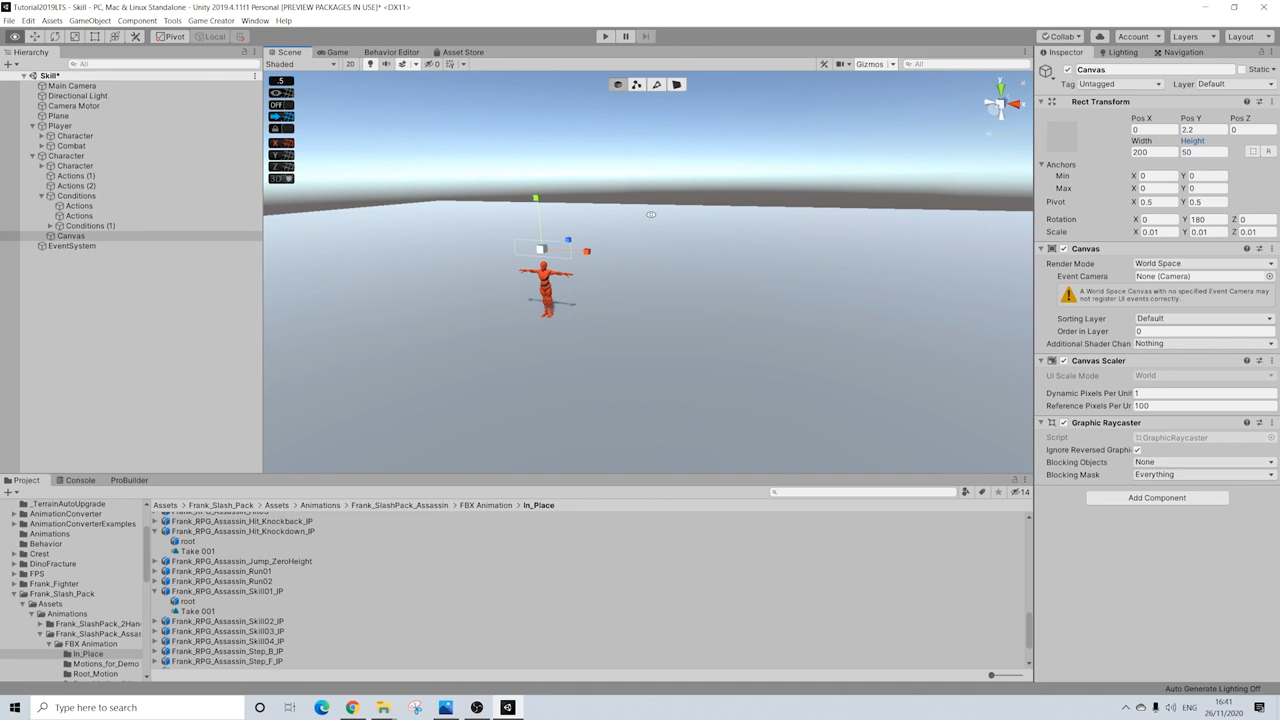 Tutorial2019LTS - Skill - PC, Mac & Linux Standalone - Unity 2019.4.11f1 Personal [PREVIEW PACKAGES IN USE]* <DX11>
File Edit Assets GameObject Component Tools Game Creator Window Help
Pivot Local Collab Account Layers Layout
Hierarchy
All
Skill*
Main Camera
Directional Light
Camera Motor
Plane
Player
Character
Combat
Character
Character
Actions (1)
Actions (2)
Conditions
Actions
Actions
Conditions (1)
Canvas
EventSystem
Scene Game Behavior Editor Asset Store
Shaded 2D 0 Gizmos All
.5
OFF
X
Y
Z
3D
Inspector Lighting Navigation
Canvas Static
Tag Untagged Layer Default
Rect Transform
Pos X Pos Y Pos Z
0 2.2 0
Width Height
200 50 R
Anchors
Min X 0 Y 0
Max X 0 Y 0
Pivot X 0.5 Y 0.5
Rotation X 0 Y 180 Z 0
Scale X 0.01 Y 0.01 Z 0.01
Canvas
Render Mode World Space
Event Camera None (Camera)
A World Space Canvas with no specified Event Camera may
not register UI events correctly.
Sorting Layer Default
Order in Layer 0
Additional Shader Chan Nothing
Canvas Scaler
UI Scale Mode World
Dynamic Pixels Per Unit 1
Reference Pixels Per Ur 100
Graphic Raycaster
Script GraphicRaycaster
Ignore Reversed Graphi
Blocking Objects None
Blocking Mask Everything
Add Component
Project Console ProBuilder
14
_TerrainAutoUpgrade
AnimationConverter
AnimationConverterExamples
Animations
Behavior
Crest
DinoFracture
FPS
Frank_Fighter
Frank_Slash_Pack
Assets
Animations
Frank_SlashPack_2Han
Frank_SlashPack_Assas
FBX Animation
In_Place
Motions_for_Demo
Root_Motion
Assets > Frank_Slash_Pack > Assets > Animations > Frank_SlashPack_Assassin > FBX Animation > In_Place
Frank_RPG_Assassin_Hit_Knockback_IP
Frank_RPG_Assassin_Hit_Knockdown_IP
root
Take 001
Frank_RPG_Assassin_Jump_ZeroHeight
Frank_RPG_Assassin_Run01
Frank_RPG_Assassin_Run02
Frank_RPG_Assassin_Skill01_IP
root
Take 001
Frank_RPG_Assassin_Skill02_IP
Frank_RPG_Assassin_Skill03_IP
Frank_RPG_Assassin_Skill04_IP
Frank_RPG_Assassin_Step_B_IP
Frank_RPG_Assassin_Step_F_IP
Auto Generate Lighting Off
Type here to search
ENG
16:41
26/11/2020